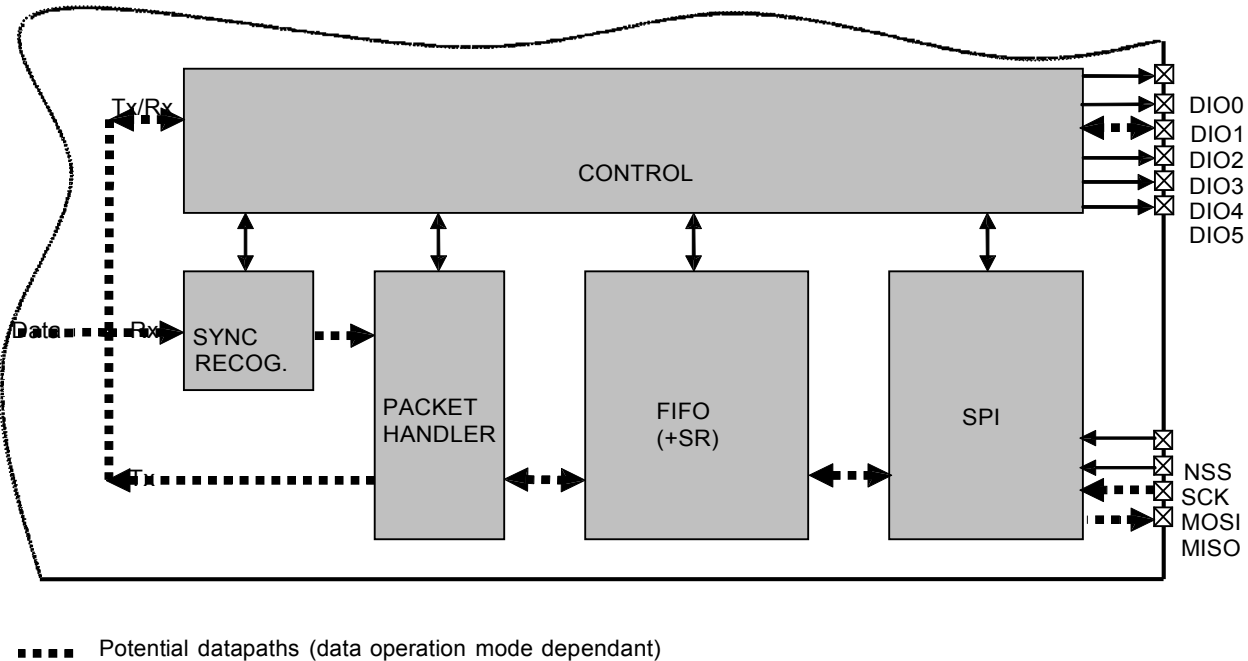 Tx/Rx
CONTROL
DIO0
DIO1
DIO2
DIO3
DIO4
DIO5
Data
Rx
SYNC
RECOG.
PACKET
HANDLER
FIFO
(+SR)
SPI
Tx
NSS
SCK
MOSI
MISO
Potential datapaths (data operation mode dependant)